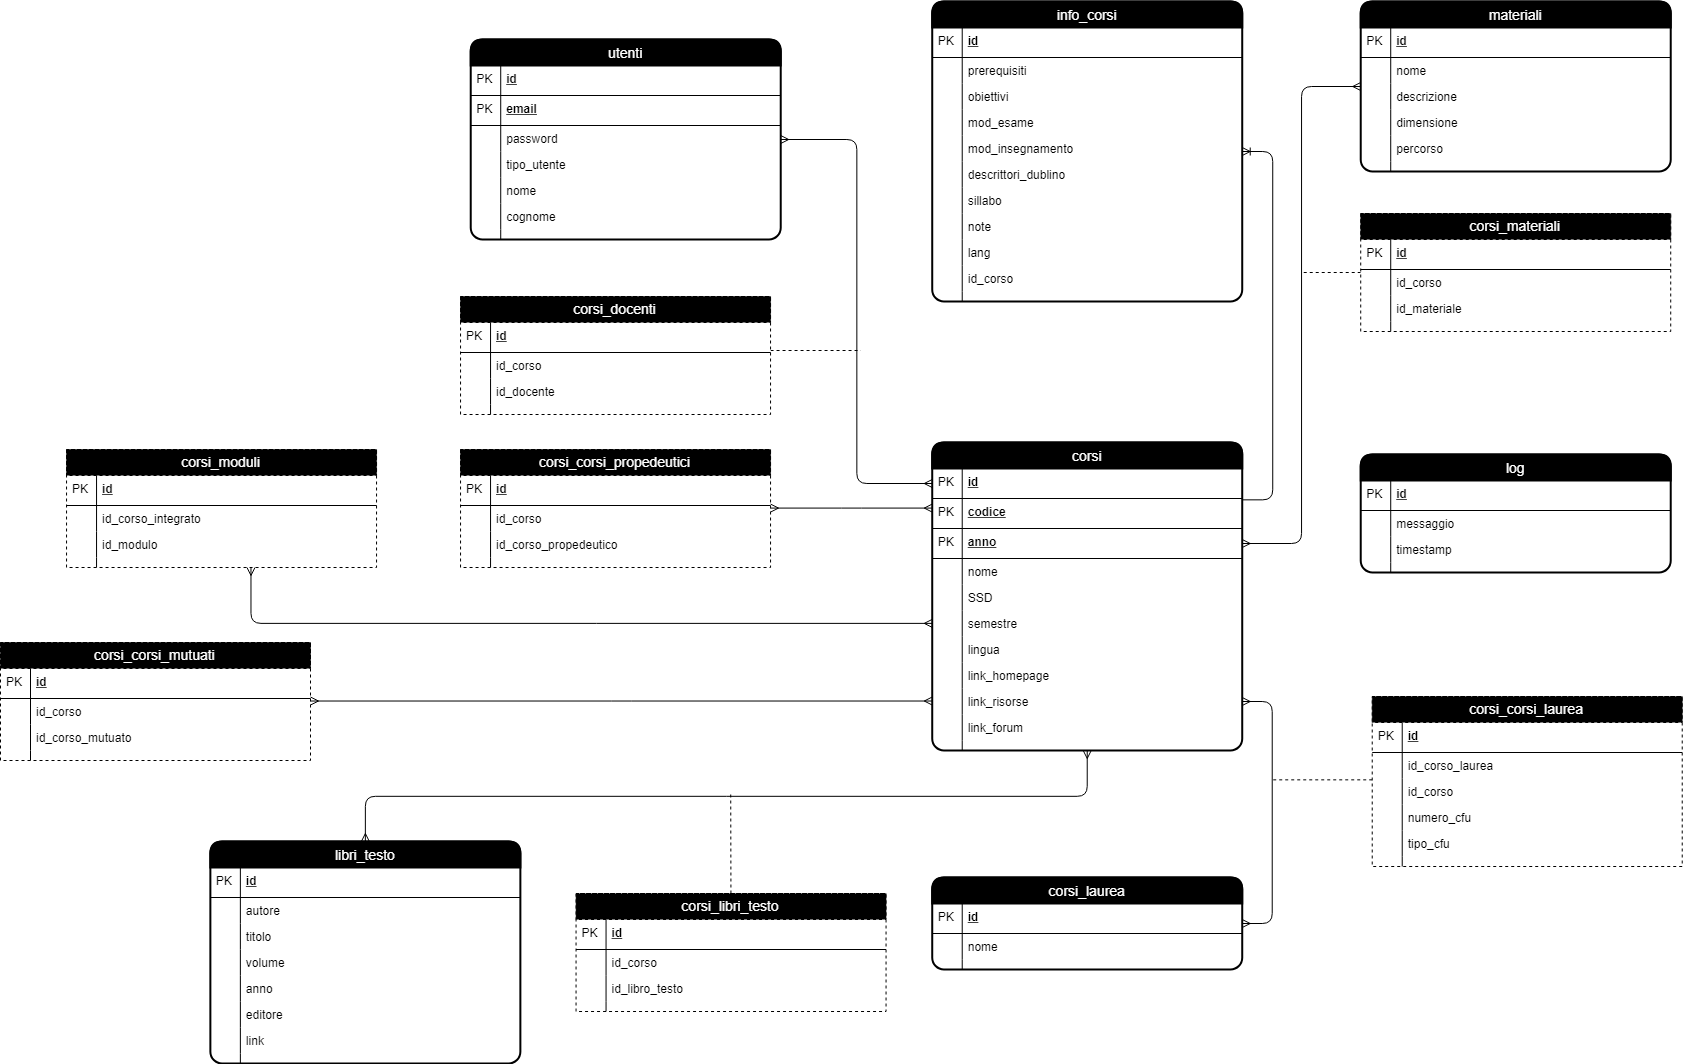 utenti
PK id
PK email
password
tipo_utente
nome
cognome
info_corsi
PK id
prerequisiti
obiettivi
mod_esame
mod_insegnamento
descrittori_dublino
sillabo
note
lang
id_corso
materiali
PK id
nome
descrizione
dimensione
percorso
corsi_materiali
PK id
id_corso
id_materiale
corsi_docenti
PK id
id_corso
id_docente
corsi_moduli
PK id
id_corso_integrato
id_modulo
corsi_corsi_propedeutici
PK id
id_corso
id_corso_propedeutico
corsi
PK id
PK codice
PK anno
nome
SSD
semestre
lingua
link_homepage
link_risorse
link_forum
log
PK id
messaggio
timestamp
corsi_corsi_mutuati
PK id
id_corso
id_corso_mutuato
corsi_corsi_laurea
PK id
id_corso_laurea
id_corso
numero_cfu
tipo_cfu
libri_testo
PK id
autore
titolo
volume
anno
editore
link
corsi_libri_testo
PK id
id_corso
id_libro_testo
corsi_laurea
PK id
nome